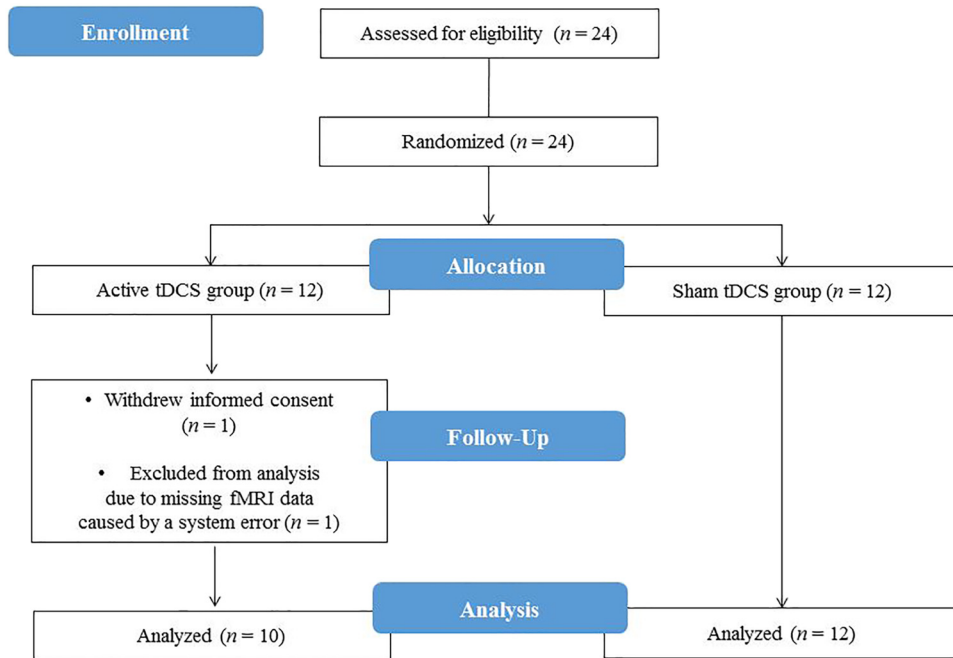 Enrollment
Assessed for eligibility (n = 24)
Randomized (n = 24)
Allocation
Active tDCS group (n = 12)
Sham tDCS group (n = 12)
• Withdrew informed consent
(n = 1)
• Excluded from analysis
due to missing fMRI data
caused by a system error (n = 1)
Follow-Up
Analysis
Analyzed (n = 10)
Analyzed (n = 12)